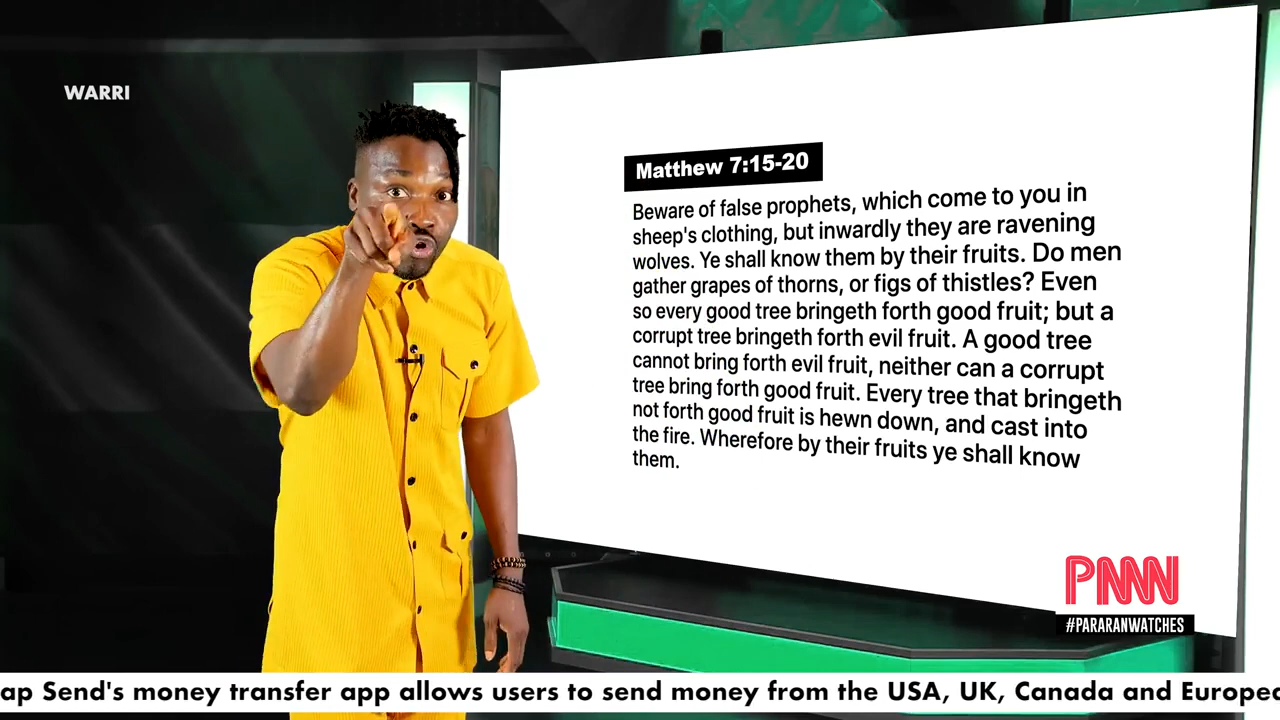 WARRI
Matthew 7:15-20
Beware of false prophets, which come to you in
sheep's clothing, but inwardly they are ravening
wolves. Ye shall know them by their fruits. Do men
gather grapes of thorns, or figs of thistles? Even
so every good tree bringeth forth good fruit; but a
corrupt tree bringeth forth evil fruit. A good tree
cannot bring forth evil fruit, neither can a corrupt
tree bring forth good fruit. Every tree that bringeth
not forth good fruit is hewn down, and cast into
the fire. Wherefore by their fruits ye shall know
them.
PNNN
#PARARANWATCHES
ap Send's money transfer app allows users to send money from the USA, UK, Canada and Europea